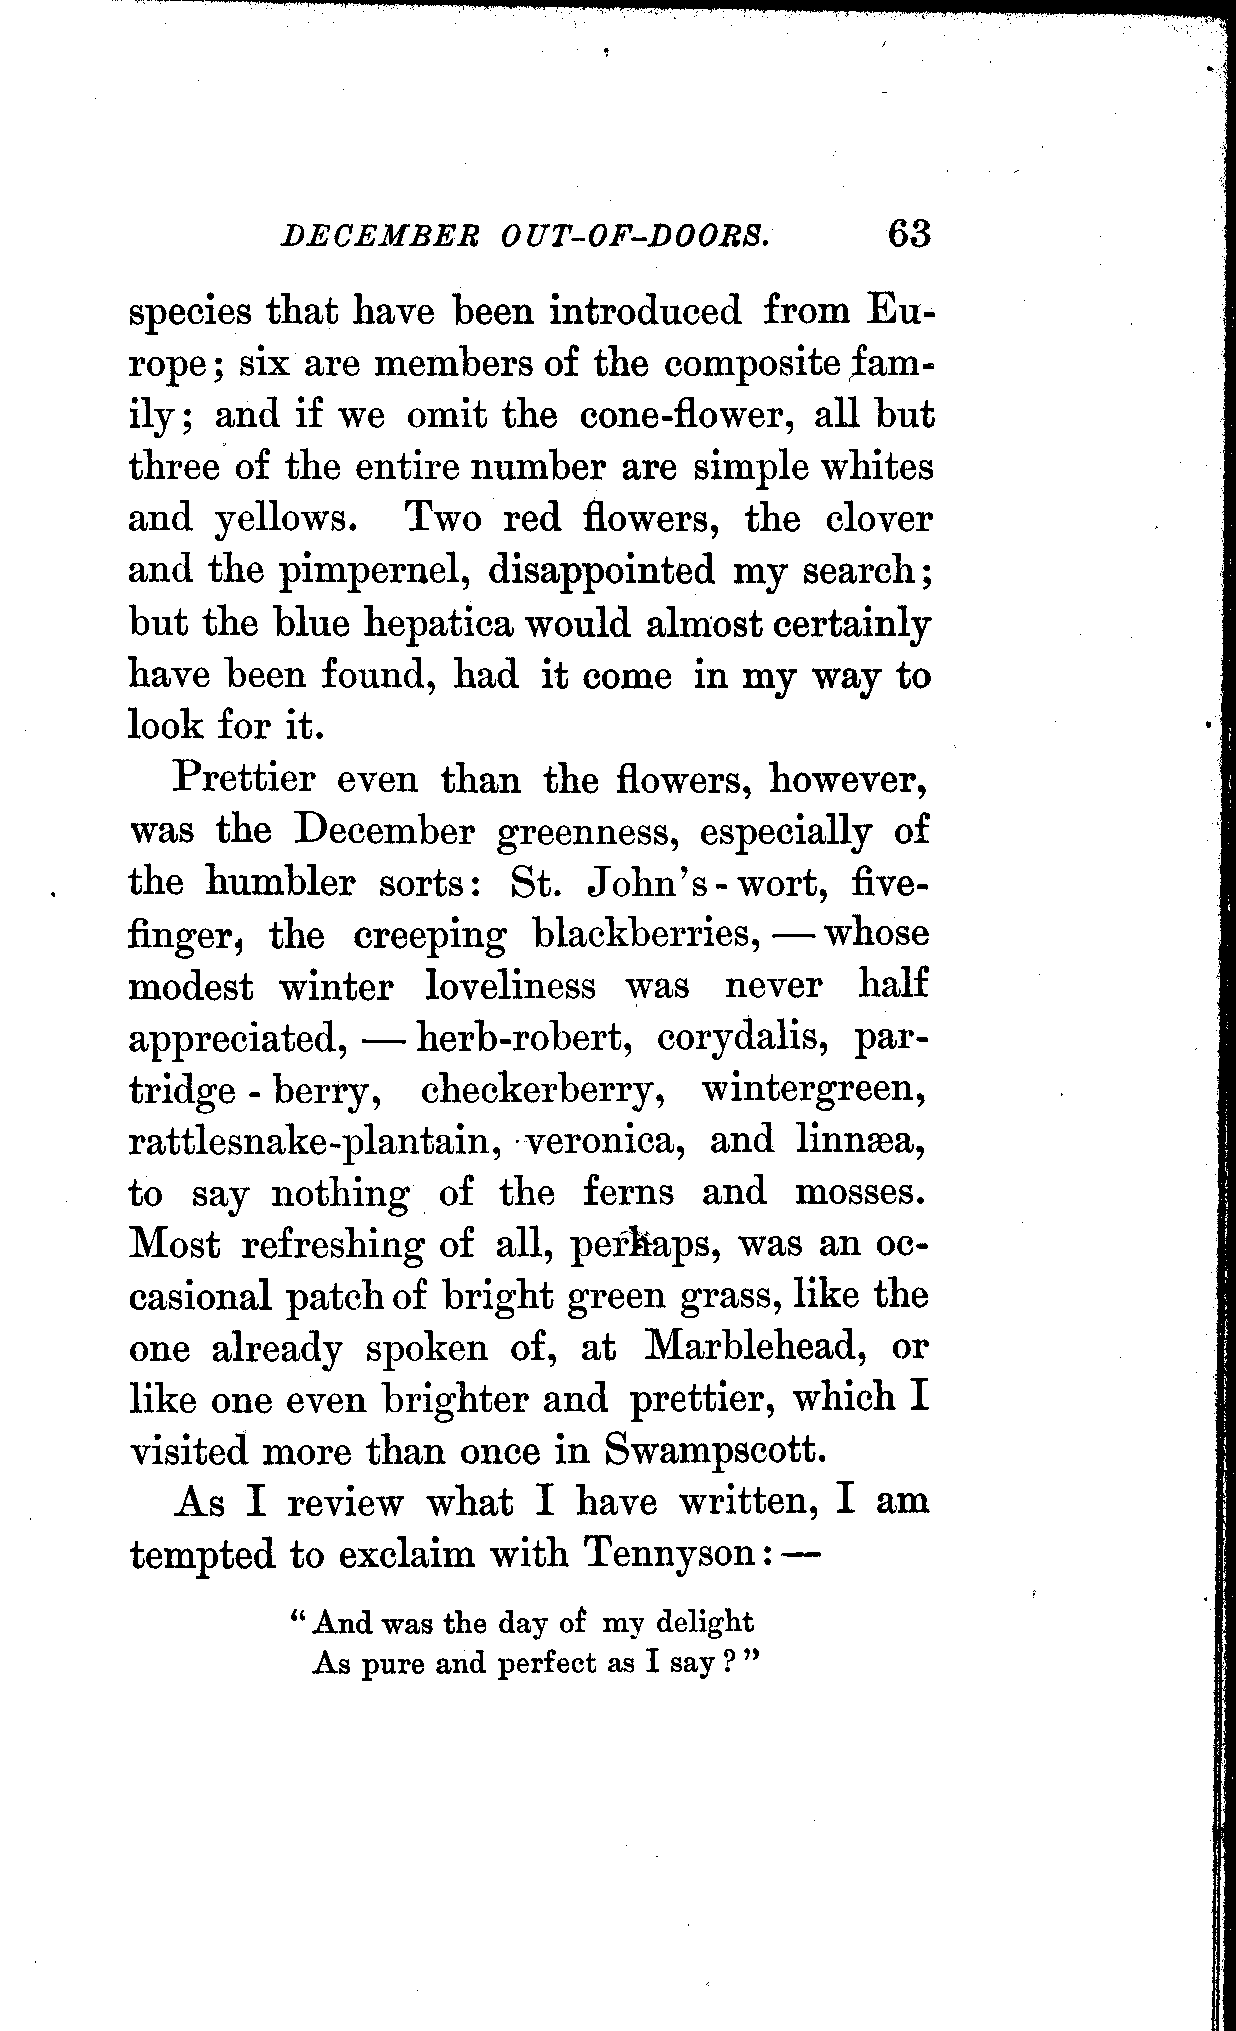 DECEMBER OUT-OF-DOORS. 63
species that have been introduced from Eu-
rope; six are members of the composite fam-
ily; and if we omit the cone-flower, all but
three of the entire number are simple whites
and yellows. Two red flowers, the clover
and the pimpernel, disappointed my search;
but the blue hepatica would almost certainly
have been found, had it come in my way to
look for it.
Prettier even than the flowers, however,
was the December greenness, especially of
the humbler sorts: St. John's-wort, five-
finger, the creeping blackberries, — whose
modest winter loveliness was never half
appreciated, — herb-robert, corydalis, par-
tridge-berry, checkerberry, wintergreen,
rattlesnake-plantain, veronica, and linnæa,
to say nothing of the ferns and mosses.
Most refreshing of all, perhaps, was an oc-
casional patch of bright green grass, like the
one already spoken of, at Marblehead, or
like one even brighter and prettier, which I
visited more than once in Swampscott.
As I review what I have written, I am
tempted to exclaim with Tennyson: —
"And was the day of my delight
As pure and perfect as I say?"